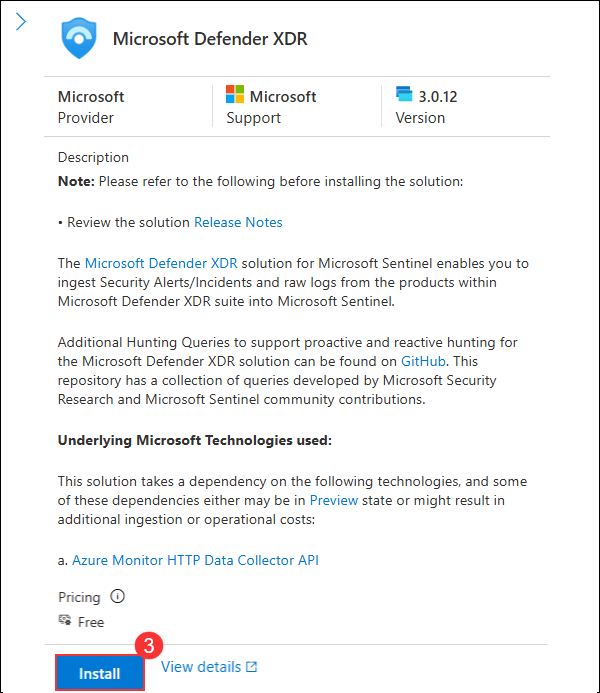 Microsoft Defender XDR
Microsoft
Provider
Microsoft
Support
3.0.12
Version
Description
Note: Please refer to the following before installing the solution:
• Review the solution Release Notes
The Microsoft Defender XDR solution for Microsoft Sentinel enables you to
ingest Security Alerts/Incidents and raw logs from the products within
Microsoft Defender XDR suite into Microsoft Sentinel.
Additional Hunting Queries to support proactive and reactive hunting for
the Microsoft Defender XDR solution can be found on GitHub. This
repository has a collection of queries developed by Microsoft Security
Research and Microsoft Sentinel community contributions.
Underlying Microsoft Technologies used:
This solution takes a dependency on the following technologies, and some
of these dependencies either may be in Preview state or might result in
additional ingestion or operational costs:
a. Azure Monitor HTTP Data Collector API
Pricing
Free
3
Install
View details